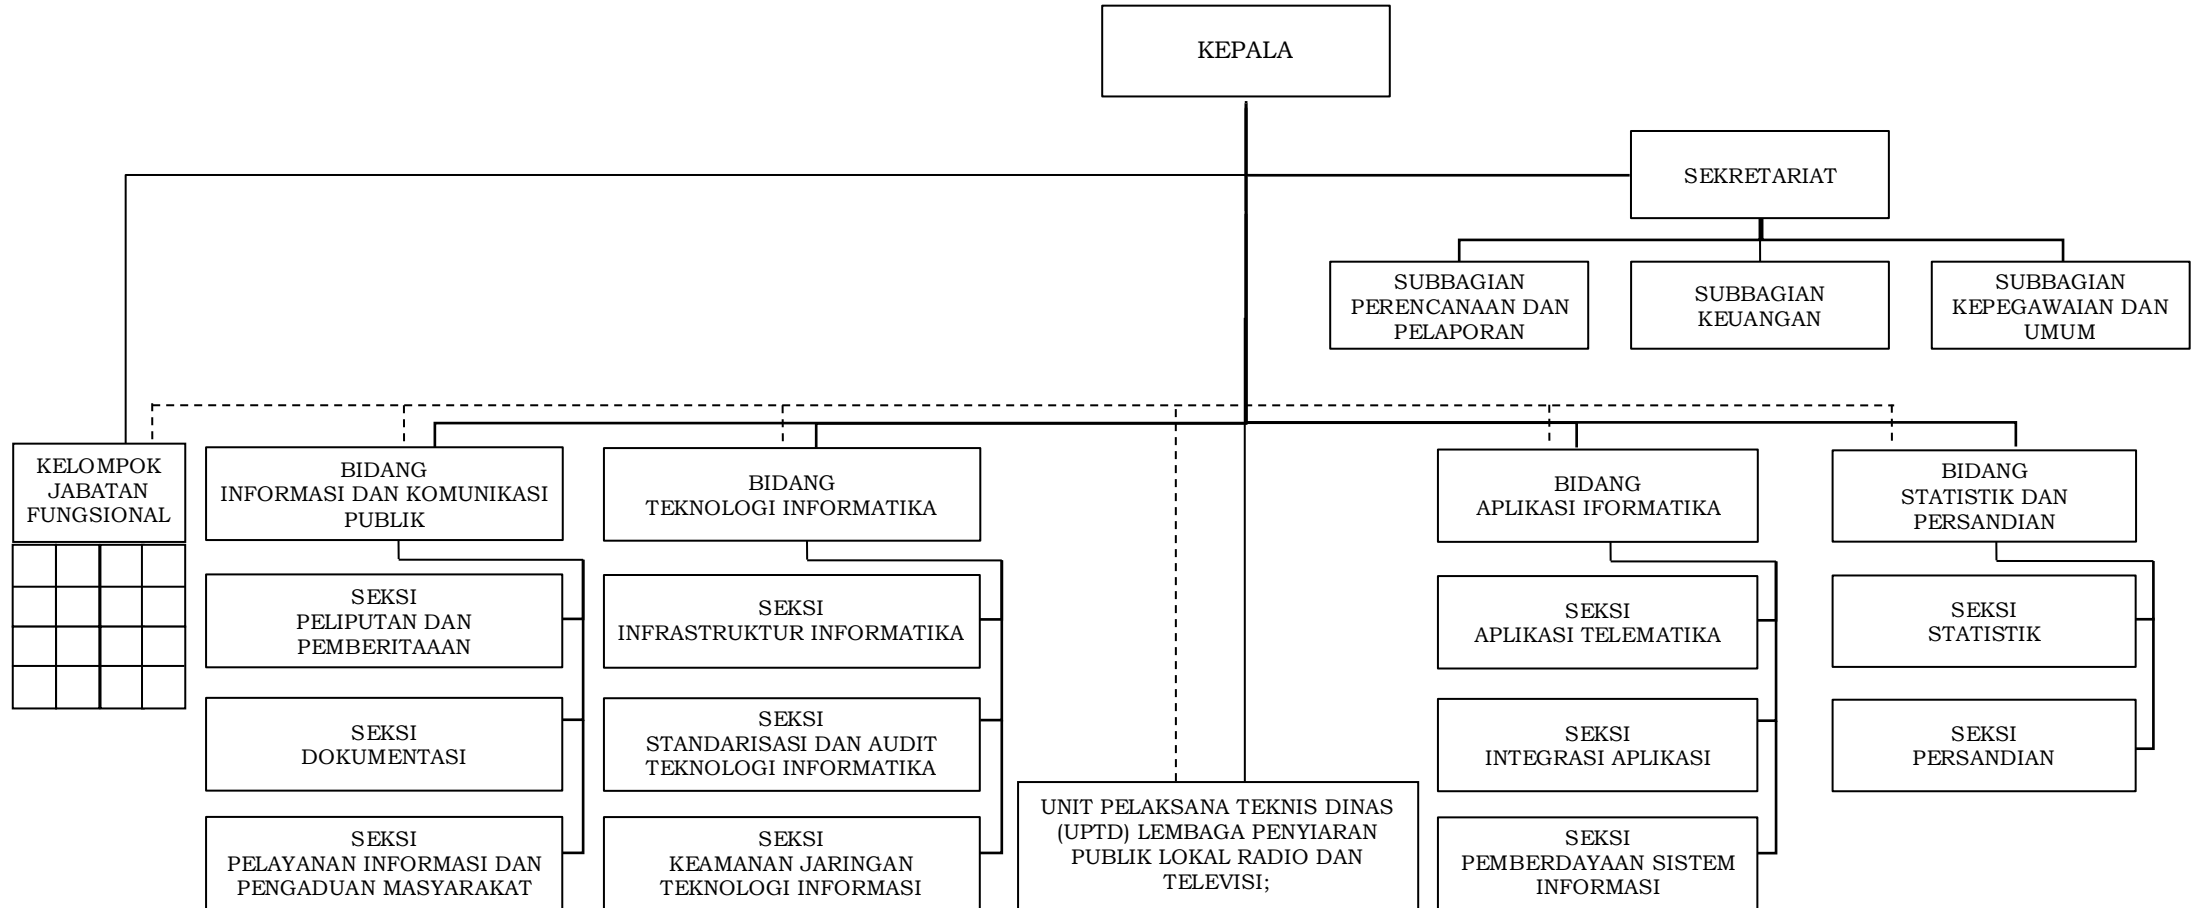 KEPALA
SEKRETARIAT
SUBBAGIAN
PERENCANAAN DAN
PELAPORAN
SUBBAGIAN
KEUANGAN
SUBBAGIAN
KEPEGAWAIAN DAN
UMUM
KELOMPOK
JABATAN
FUNGSIONAL
BIDANG
INFORMASI DAN KOMUNIKASI
PUBLIK
SEKSI
PELIPUTAN DAN
PEMBERITAAAN
SEKSI
DOKUMENTASI
SEKSI
PELAYANAN INFORMASI DAN
PENGADUAN MASYARAKAT
BIDANG
TEKNOLOGI INFORMATIKA
SEKSI
INFRASTRUKTUR INFORMATIKA
SEKSI
STANDARISASI DAN AUDIT
TEKNOLOGI INFORMATIKA
SEKSI
KEAMANAN JARINGAN
TEKNOLOGI INFORMASI
UNIT PELAKSANA TEKNIS DINAS
(UPTD) LEMBAGA PENYIARAN
PUBLIK LOKAL RADIO DAN
TELEVISI;
BIDANG
APLIKASI IFORMATIKA
SEKSI
APLIKASI TELEMATIKA
SEKSI
INTEGRASI APLIKASI
SEKSI
PEMBERDAYAAN SISTEM
INFORMASI
BIDANG
STATISTIK DAN
PERSANDIAN
SEKSI
STATISTIK
SEKSI
PERSANDIAN